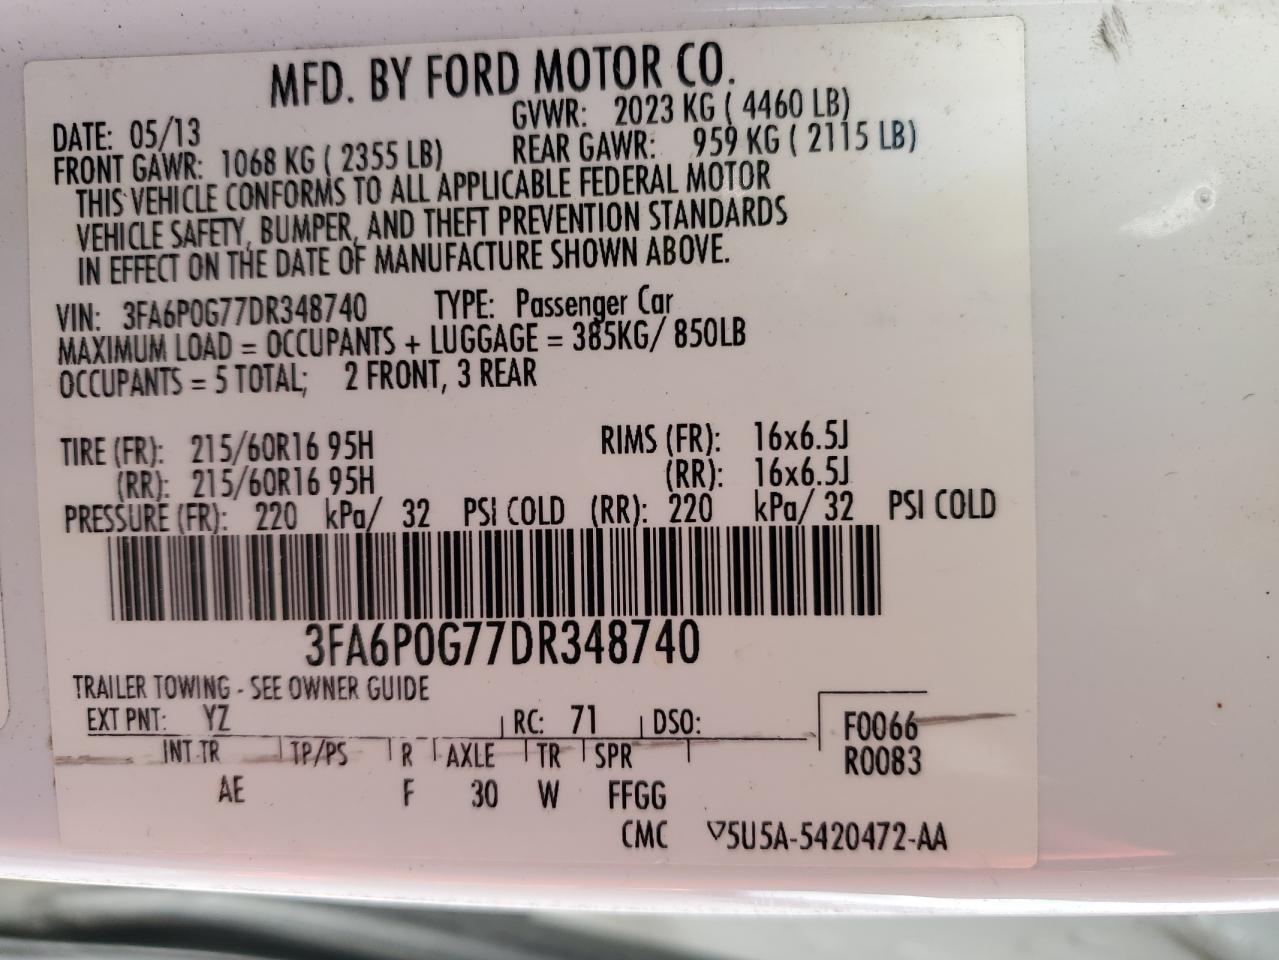 MFD. BY FORD MOTOR CO.
DATE: 05/13 GVWR: 2023 KG ( 4460 LB)
FRONT GAWR: 1068 KG ( 2355 LB) REAR GAWR: 959 KG ( 2115 LB)
THIS VEHICLE CONFORMS TO ALL APPLICABLE FEDERAL MOTOR
VEHICLE SAFETY, BUMPER, AND THEFT PREVENTION STANDARDS
IN EFFECT ON THE DATE OF MANUFACTURE SHOWN ABOVE.
VIN: 3FA6P0G77DR348740 TYPE: Passenger Car
MAXIMUM LOAD = OCCUPANTS + LUGGAGE = 385KG/ 850LB
OCCUPANTS = 5 TOTAL; 2 FRONT, 3 REAR
TIRE (FR): 215/60R16 95H RIMS (FR): 16x6.5J
(RR): 215/60R16 95H (RR): 16x6.5J
PRESSURE (FR): 220 kPa/ 32 PSI COLD (RR): 220 kPa/ 32 PSI COLD
3FA6P0G77DR348740
TRAILER TOWING - SEE OWNER GUIDE
EXT PNT: YZ RC: 71 DSO: F0066
INT TR TP/PS R AXLE TR SPR R0083
AE F 30 W FFGG
CMC ▽5U5A-5420472-AA